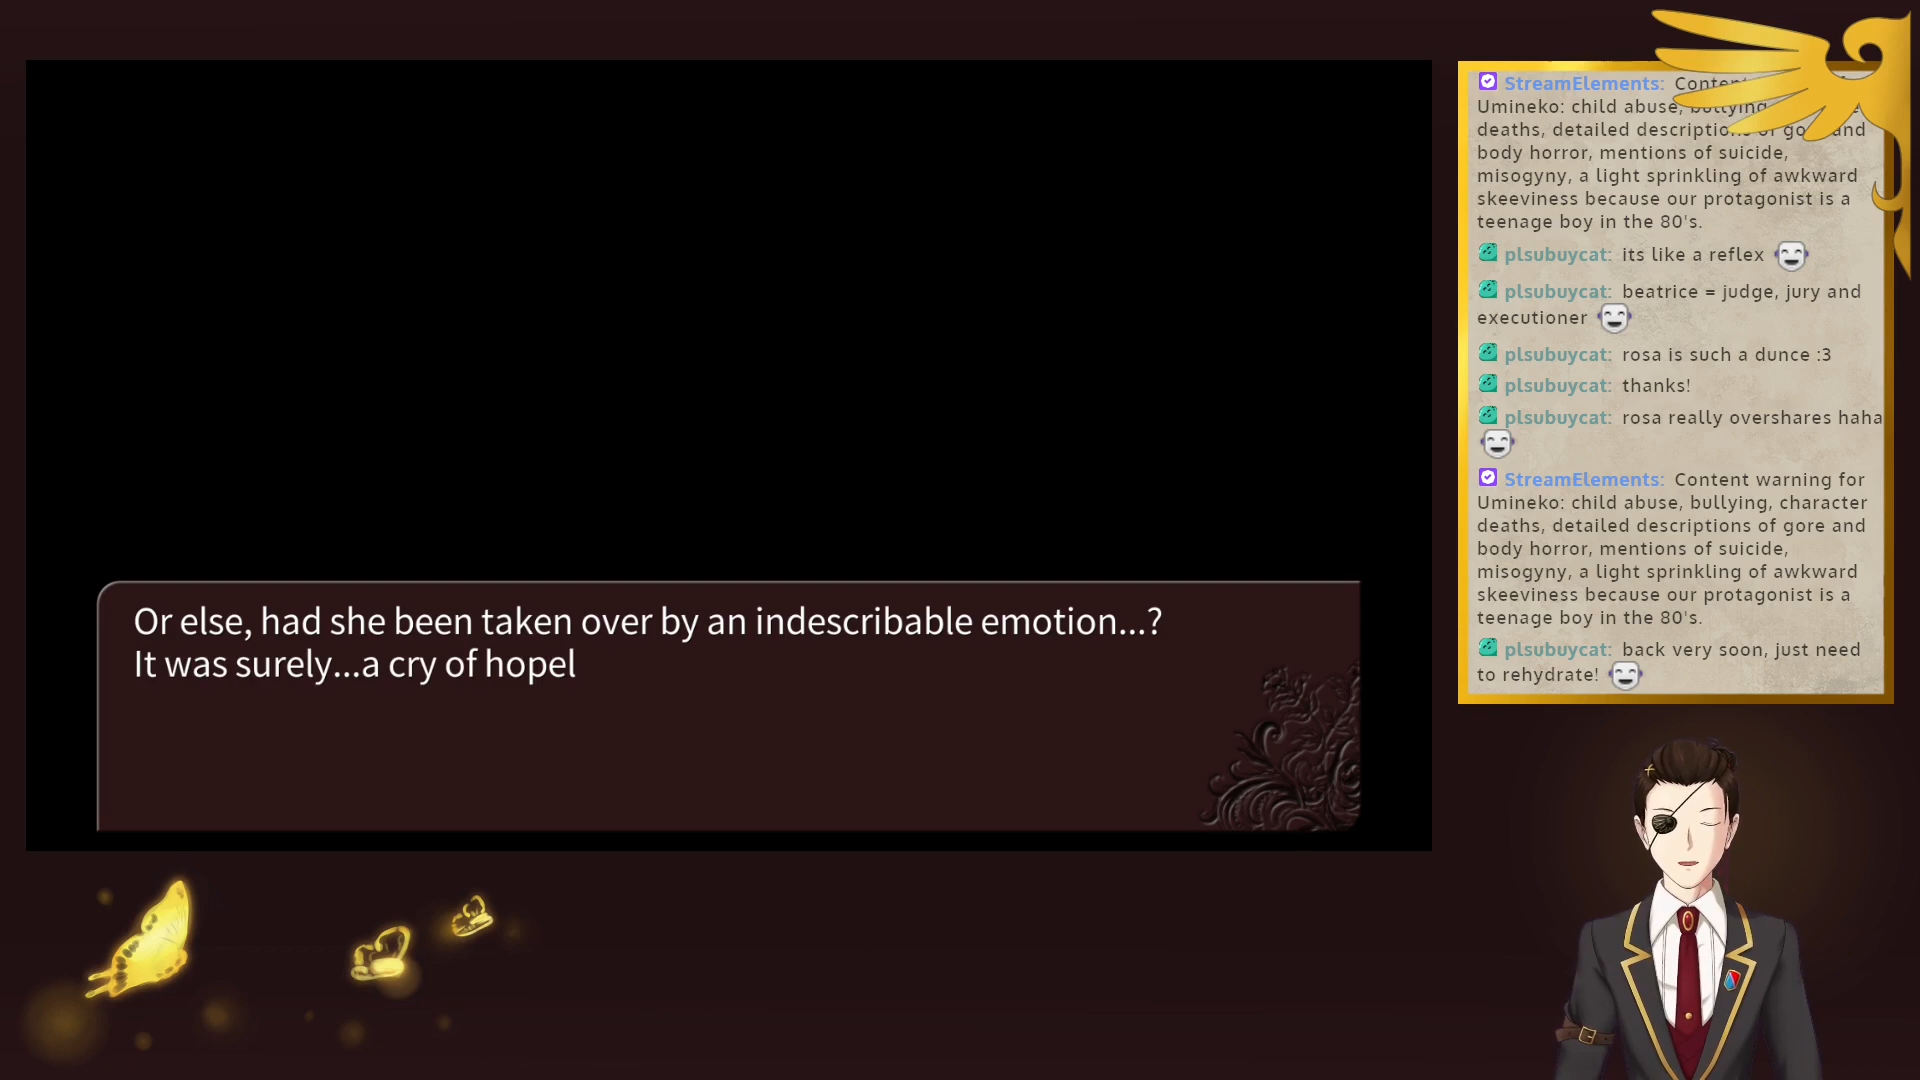 Or else, had she been taken over by an indescribable emotion...?
It was surely...a cry of hopel
StreamElements: Conten
Umineko: child abuse, bullying
deaths, detailed descriptio of go and
body horror, mentions of suicide,
misogyny, a light sprinkling of awkward
skeeviness because our protagonist is a
teenage boy in the 80's.
plsubuycat: its like a reflex
plsubuycat: beatrice = judge, jury and
executioner
plsubuycat: rosa is such a dunce :3
plsubuycat: thanks!
plsubuycat: rosa really overshares haha
StreamElements: Content warning for
Umineko: child abuse, bullying, character
deaths, detailed descriptions of gore and
body horror, mentions of suicide,
misogyny, a light sprinkling of awkward
skeeviness because our protagonist is a
teenage boy in the 80's.
plsubuycat: back very soon, just need
to rehydrate!